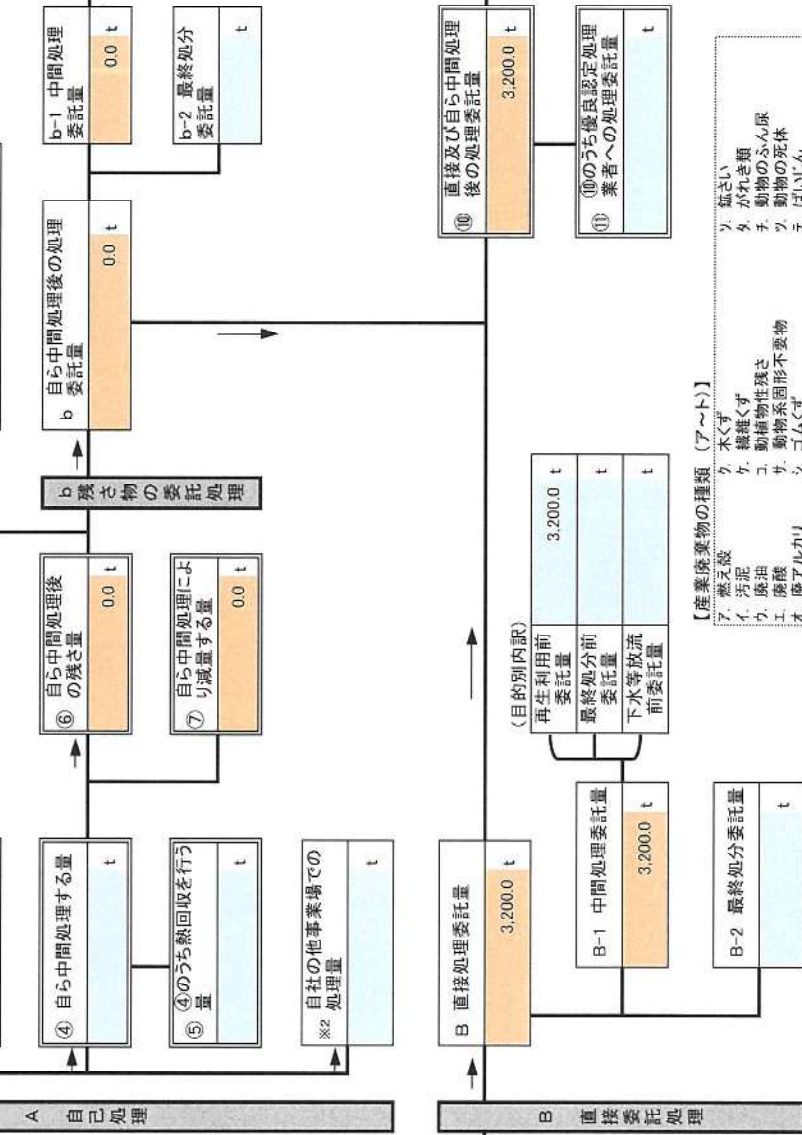 A 自己処理
④ 自ら中間処理する量
t
⑤ ④のうち熱回収を行う
量
t
※2 自社の他事業場での
処理量
t
⑥ 自ら中間処理後
の残さ量
0.0 t
⑦ 自ら中間処理によ
り減量する量
0.0 t
b 残さ物の委託処理
b 自ら中間処理後の処理
委託量
0.0 t
b-1 中間処理
委託量
0.0 t
b-2 最終処分
委託量
t
B 直接委託処理
B 直接処理委託量
3,200.0 t
B-1 中間処理委託量
3,200.0 t
B-2 最終処分委託量
t
(目的別内訳)
再生利用前
委託量
3,200.0 t
最終処分前
委託量
t
下水等放流
前委託量
t
⑩ 直接及び自ら中間処理
後の処理委託量
3,200.0 t
⑪ ⑩のうち優良認定処理
業者への処理委託量
t
【産業廃棄物の種類 (ア~ト)】
ア. 燃え殻
イ. 汚泥
ウ. 廃油
エ. 廃酸
オ. 廃アルカリ
ク. 木くず
ケ. 繊維くず
コ. 動植物性残さ
サ. 動物系固形不要物
シ. ゴムくず
ソ. 鉱さい
タ. がれき類
チ. 動物のふん尿
ツ. 動物の死体
テ. ばいじん